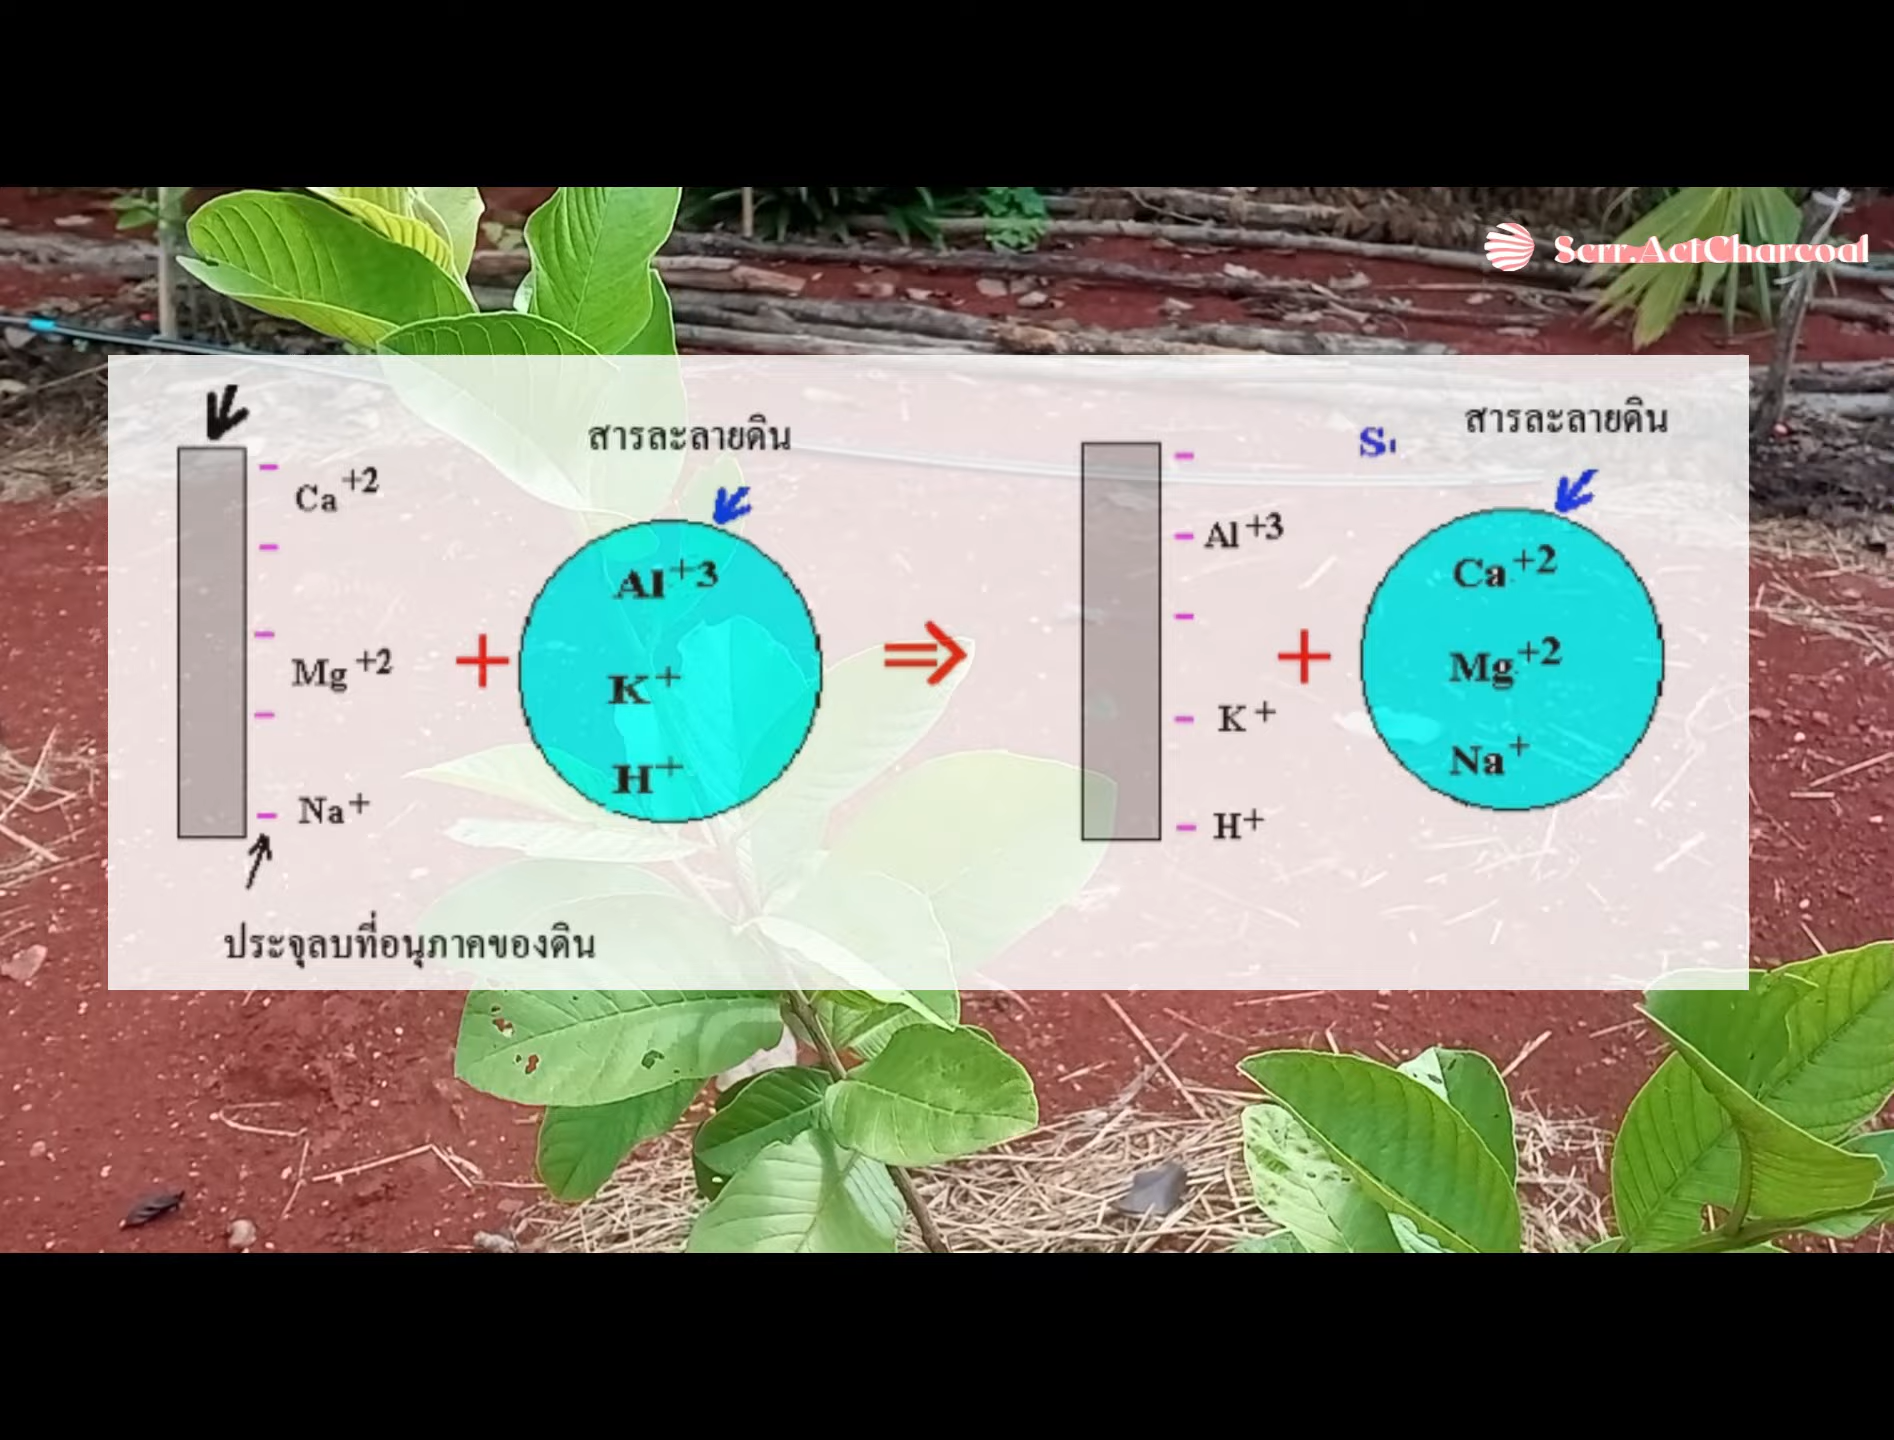 Scrr.ActCharcoal
สารละลายดิน
สารละลายดิน
Ca+2
Mg+2
Na+
+
Al+3
K+
H+
⇒
Al+3
K+
H+
+
Ca+2
Mg+2
Na+
ประจุลบที่อนุภาคของดิน